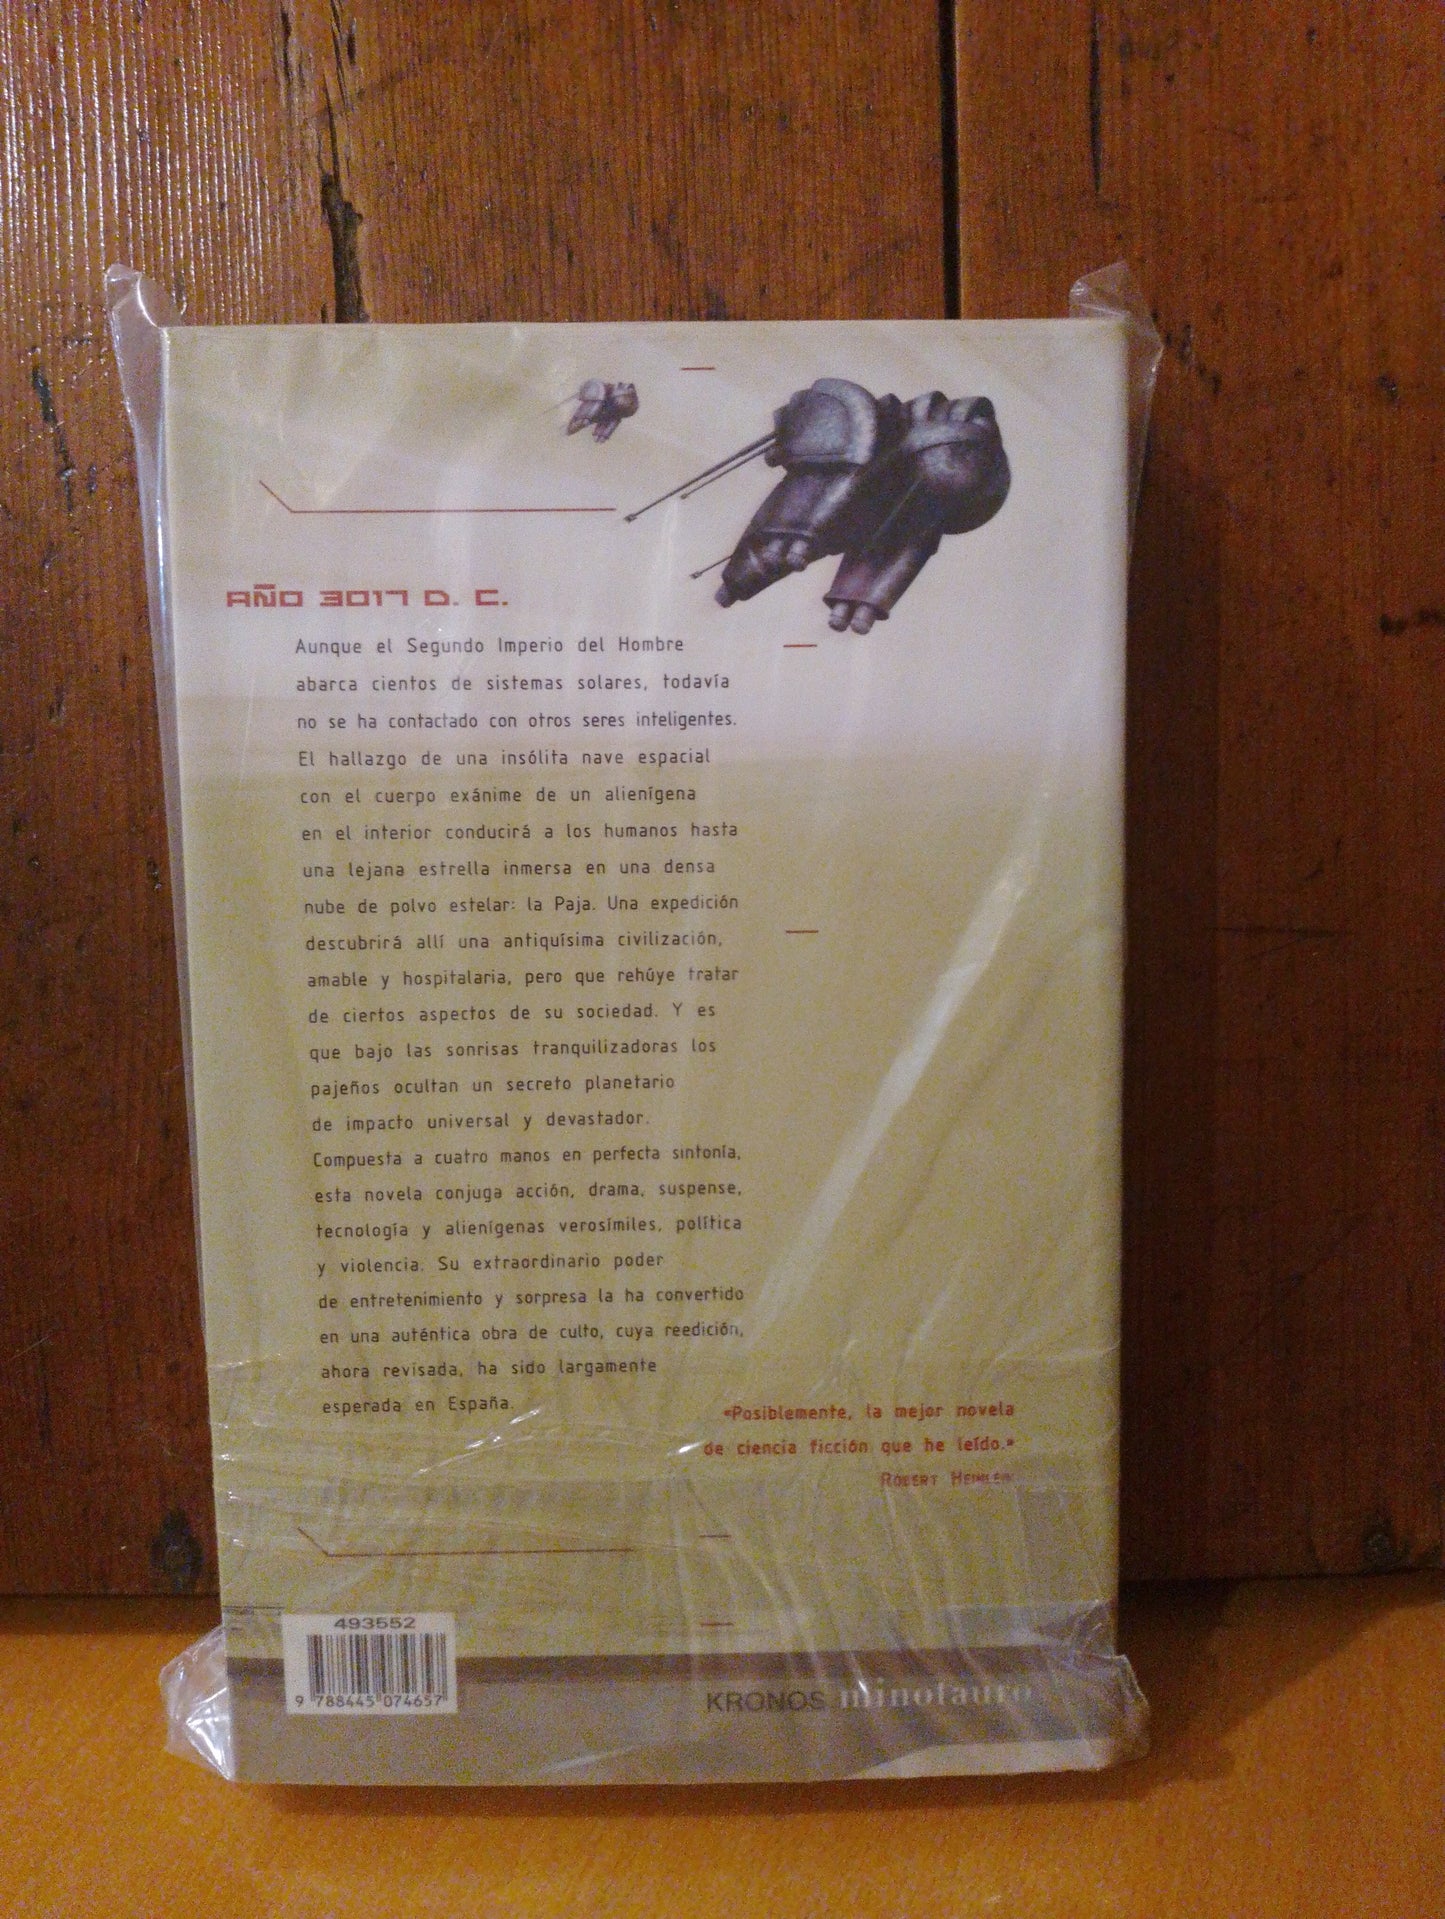 AÑO 3017 D. C.
Aunque el Segundo Imperio del Hombre
abarca cientos de sistemas solares, todavía
no se ha contactado con otros seres inteligentes.
El hallazgo de una insólita nave espacial
con el cuerpo exánime de un alienígena
en el interior conducirá a los humanos hasta
una lejana estrella inmersa en una densa
nube de polvo estelar: la Paja. Una expedición
descubrirá allí una antiquísima civilización,
amable y hospitalaria, pero que rehúye tratar
de ciertos aspectos de su sociedad. Y es
que bajo las sonrisas tranquilizadoras los
pajeños ocultan un secreto planetario
de impacto universal y devastador.
Compuesta a cuatro manos en perfecta sintonía,
esta novela conjuga acción, drama, suspense,
tecnología y alienígenas verosímiles, política
y violencia. Su extraordinario poder
de entretenimiento y sorpresa la ha convertido
en una auténtica obra de culto, cuya reedición,
ahora revisada, ha sido largamente
esperada en España.
«Posiblemente, la mejor novela
de ciencia ficción que he leído.»
ROBERT HEINLEIN
493552
9 788445 074657
KRONOS minotauro